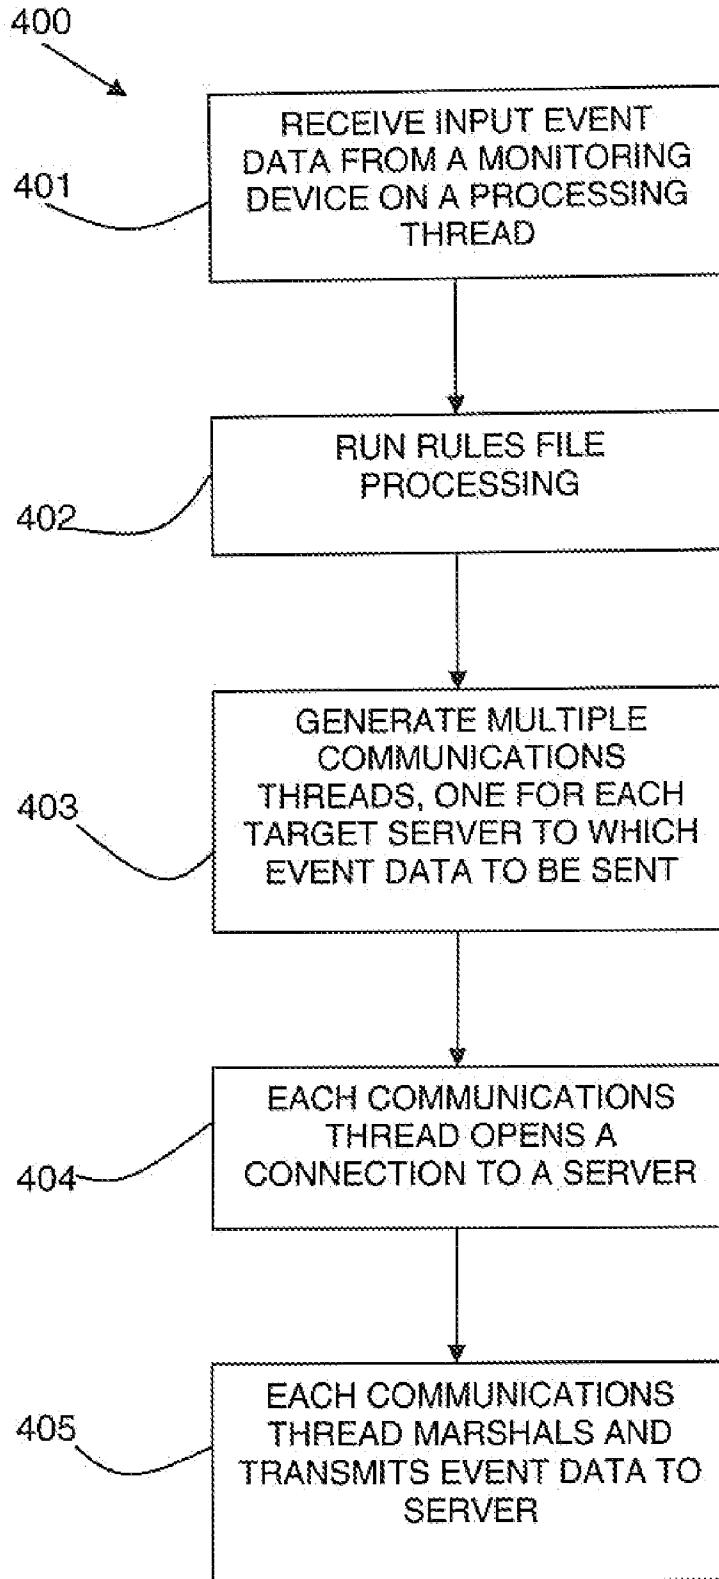 400
401
RECEIVE INPUT EVENT
DATA FROM A MONITORING
DEVICE ON A PROCESSING
THREAD
402
RUN RULES FILE
PROCESSING
403
GENERATE MULTIPLE
COMMUNICATIONS
THREADS, ONE FOR EACH
TARGET SERVER TO WHICH
EVENT DATA TO BE SENT
404
EACH COMMUNICATIONS
THREAD OPENS A
CONNECTION TO A SERVER
405
EACH COMMUNICATIONS
THREAD MARSHALS AND
TRANSMITS EVENT DATA TO
SERVER